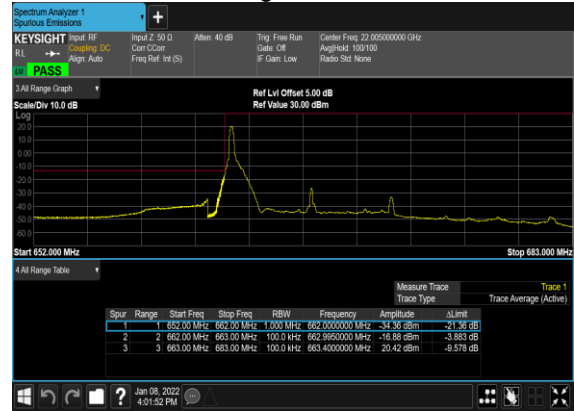 Spectrum Analyzer 1
Spurious Emissions
+
KEYSIGHT Input: RF Input Z: 50 Ω Atten: 40 dB Trig: Free Run Center Freq: 22.005000000 GHz
RL Coupling: DC Corr CCorr Gate: Off Avg|Hold: 100/100
Align: Auto Freq Ref: Int (S) IF Gain: Low Radio Std: None
PASS
3 All Range Graph
Ref Lvl Offset 5.00 dB
Scale/Div 10.0 dB Ref Value 30.00 dBm
Log
20.0
10.0
0.00
-10.0
-20.0
-30.0
-40.0
-50.0
-60.0
Start 652.000 MHz Stop 683.000 MHz
4 All Range Table
Measure Trace Trace 1
Trace Type Trace Average (Active)
Spur Range Start Freq Stop Freq RBW Frequency Amplitude ΔLimit
1 1 652.00 MHz 662.00 MHz 1.000 MHz 662.0000000 MHz -34.36 dBm -21.36 dB
2 2 662.00 MHz 663.00 MHz 100.0 kHz 662.9950000 MHz -16.88 dBm -3.883 dB
3 3 663.00 MHz 683.00 MHz 100.0 kHz 663.4000000 MHz 20.42 dBm -9.578 dB
? Jan 08, 2022
4:01:52 PM